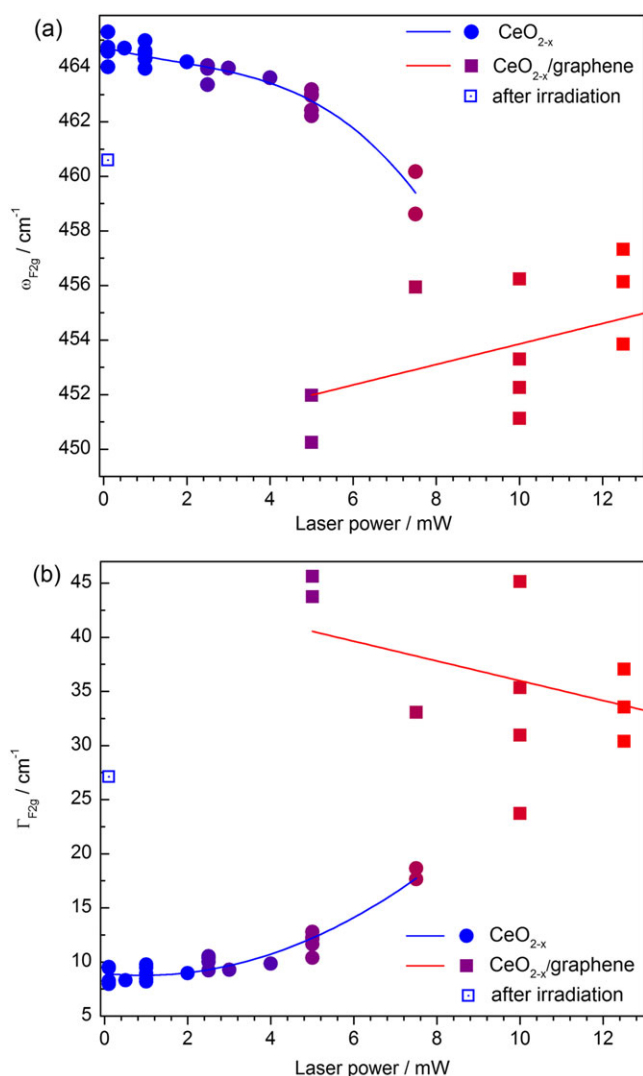 (a)
CeO2-x
CeO2-x/graphene
after irradiation
464
462
460
458
456
454
452
450
ωF2g / cm-1
0 2 4 6 8 10 12
Laser power / mW
(b)
45
40
35
30
25
20
15
10
5
ΓF2g / cm-1
CeO2-x
CeO2-x/graphene
after irradiation
0 2 4 6 8 10 12
Laser power / mW